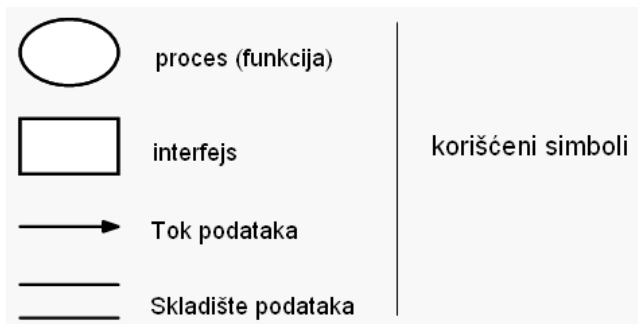 proces (funkcija)
interfejs
korišćeni simboli
Tok podataka
Skladište podataka